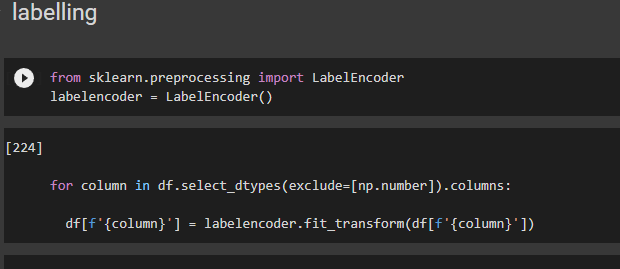 labelling
from sklearn.preprocessing import LabelEncoder
labelencoder = LabelEncoder()
[224]
for column in df.select_dtypes(exclude=[np.number]).columns:
df[f'{column}'] = labelencoder.fit_transform(df[f'{column}'])